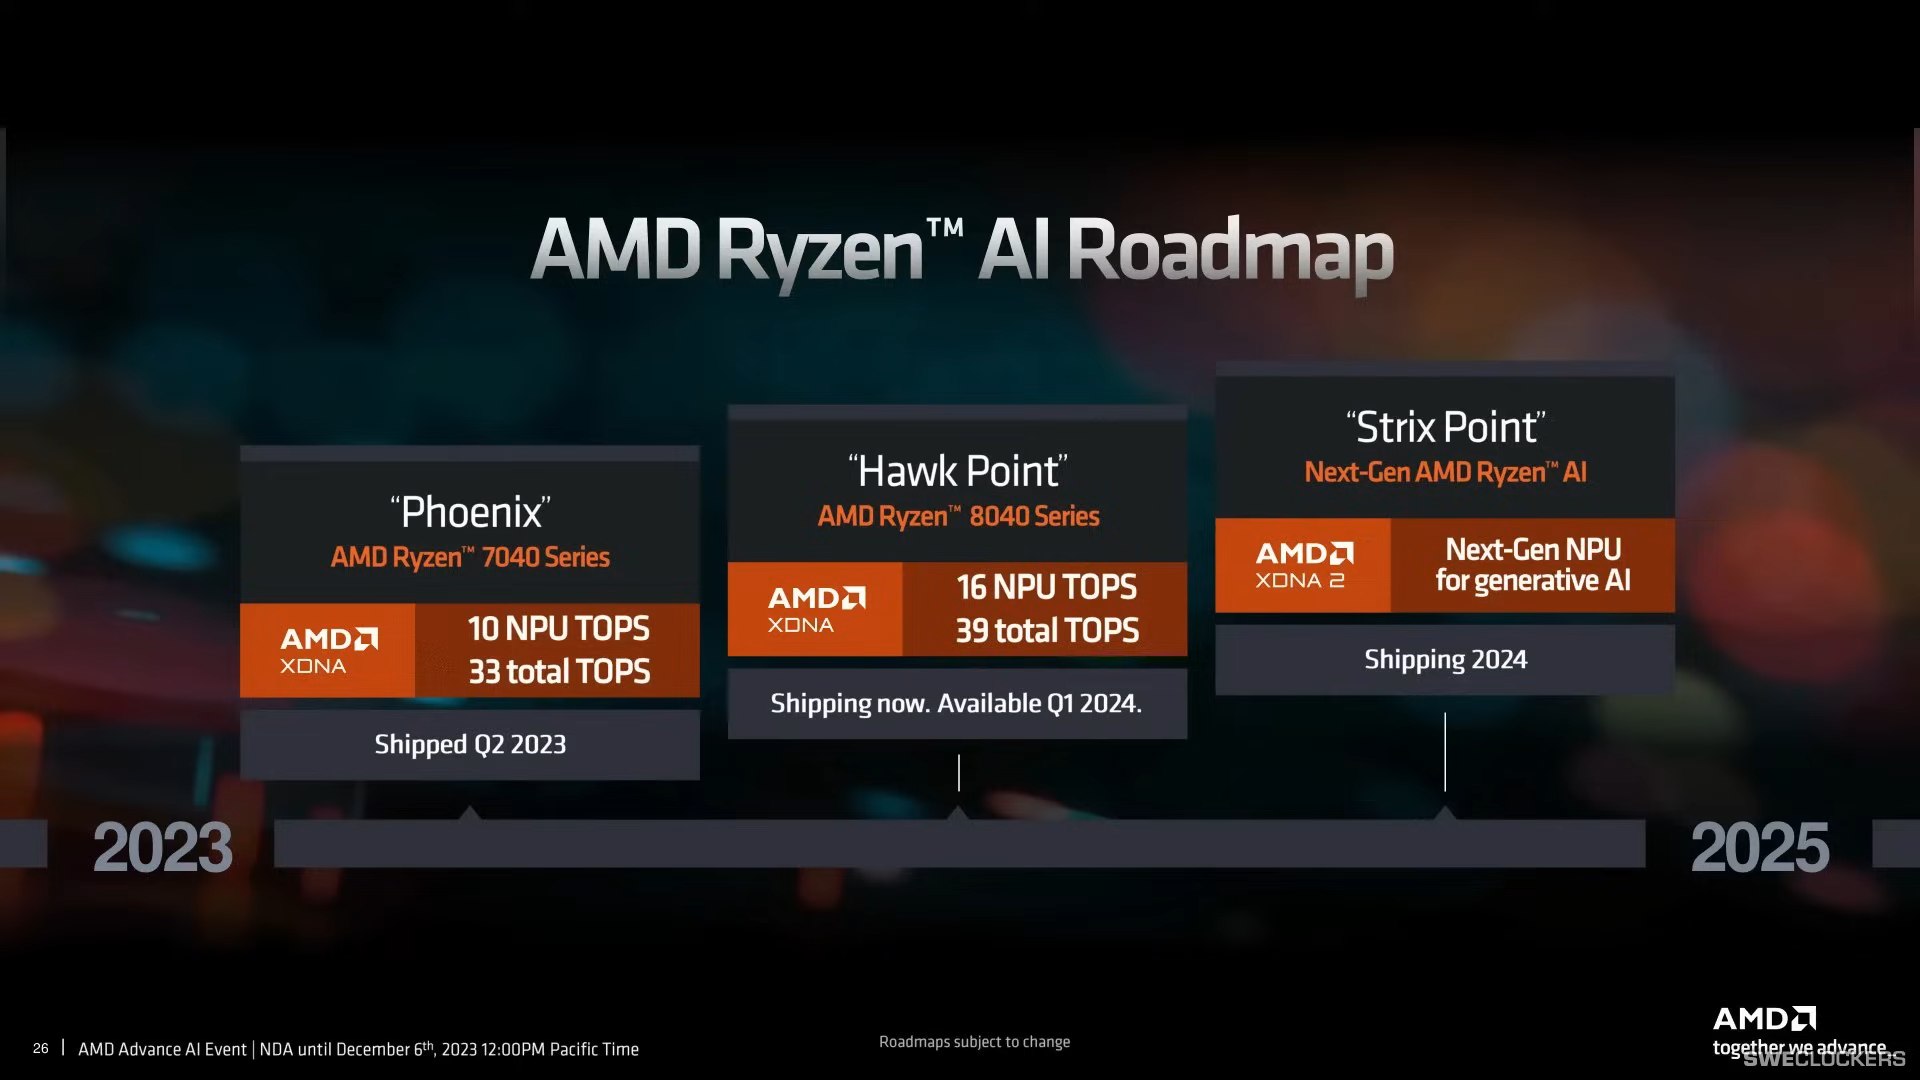 AMD Ryzen™ AI Roadmap
“Phoenix”
AMD Ryzen™ 7040 Series
AMD
XDNA
10 NPU TOPS
33 total TOPS
Shipped Q2 2023
“Hawk Point”
AMD Ryzen™ 8040 Series
AMD
XDNA
16 NPU TOPS
39 total TOPS
Shipping now. Available Q1 2024.
“Strix Point”
Next-Gen AMD Ryzen™ AI
AMD
XDNA 2
Next-Gen NPU
for generative AI
Shipping 2024
2023
2025
26 | AMD Advance AI Event | NDA until December 6th, 2023 12:00PM Pacific Time
Roadmaps subject to change
AMD
together we advance_
SWECLOCKERS